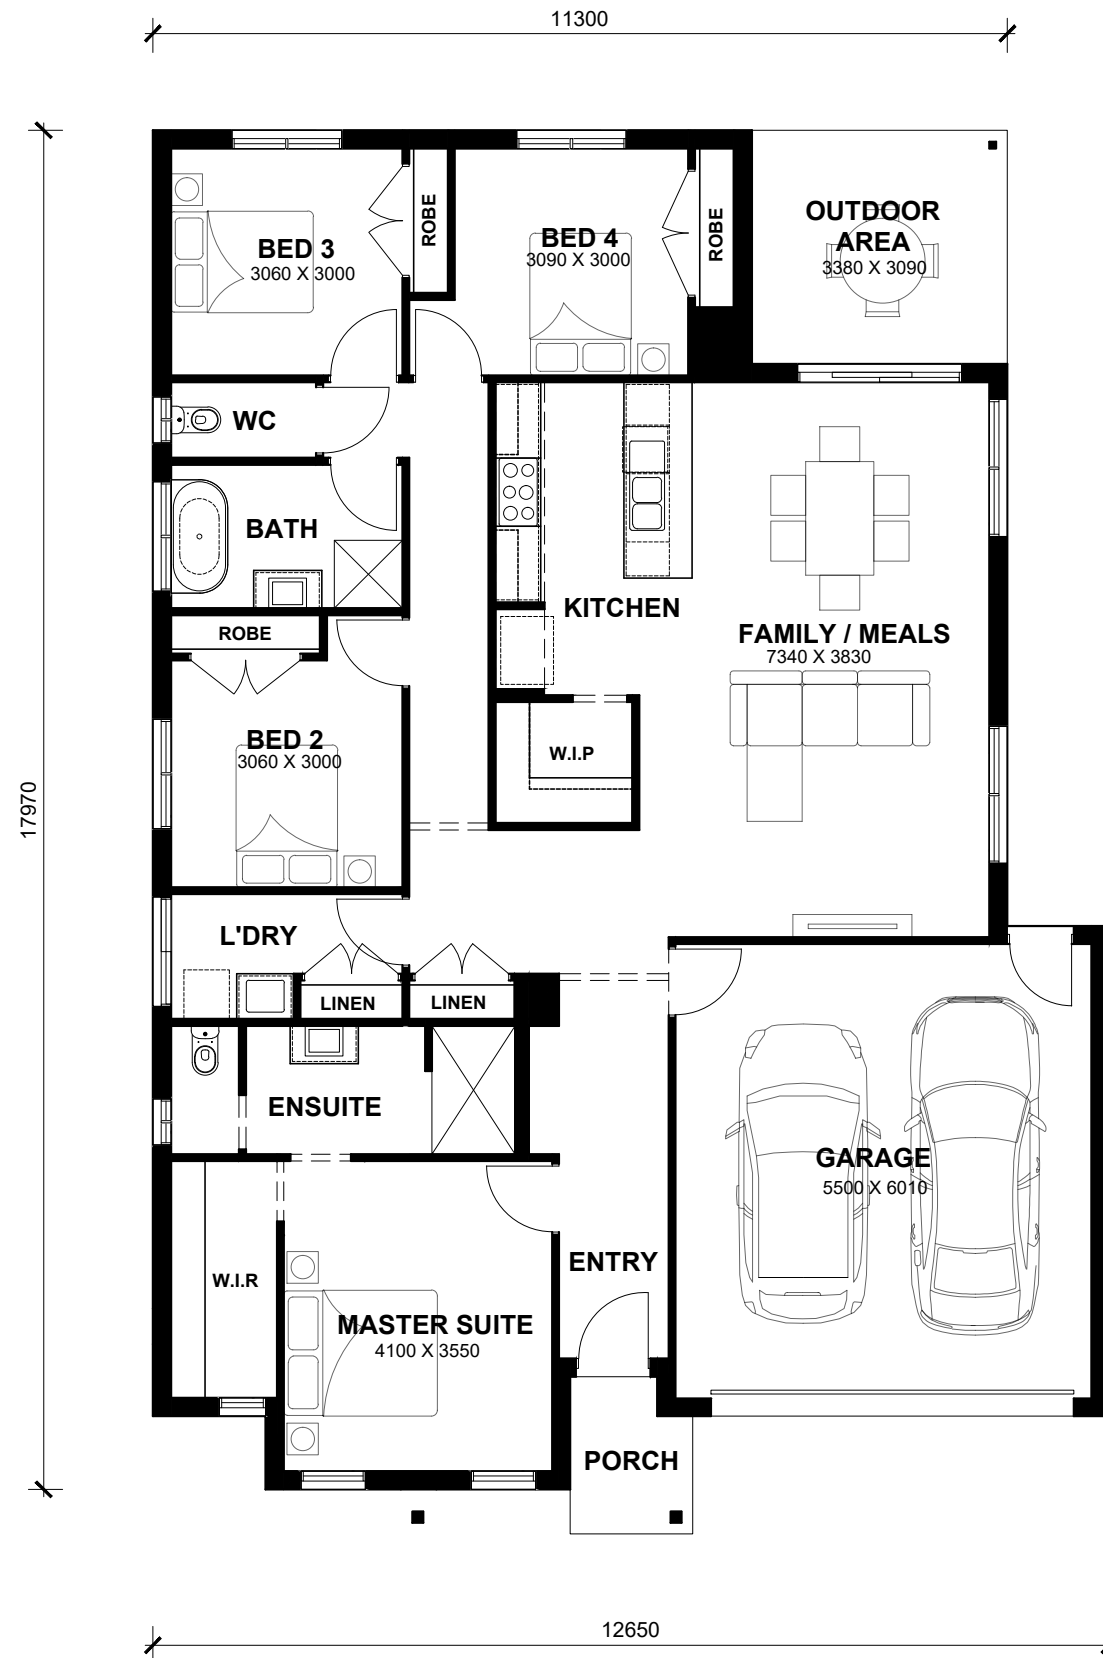 11300
OUTDOOR
AREA
3380 X 3090
BED 3
3060 X 3000
ROBE
BED 4
3090 X 3000
ROBE
WC
BATH
KITCHEN
ROBE
FAMILY / MEALS
7340 X 3830
BED 2
3060 X 3000
W.I.P
17970
L'DRY
LINEN
LINEN
ENSUITE
GARAGE
5500 X 6010
ENTRY
W.I.R
MASTER SUITE
4100 X 3550
PORCH
12650